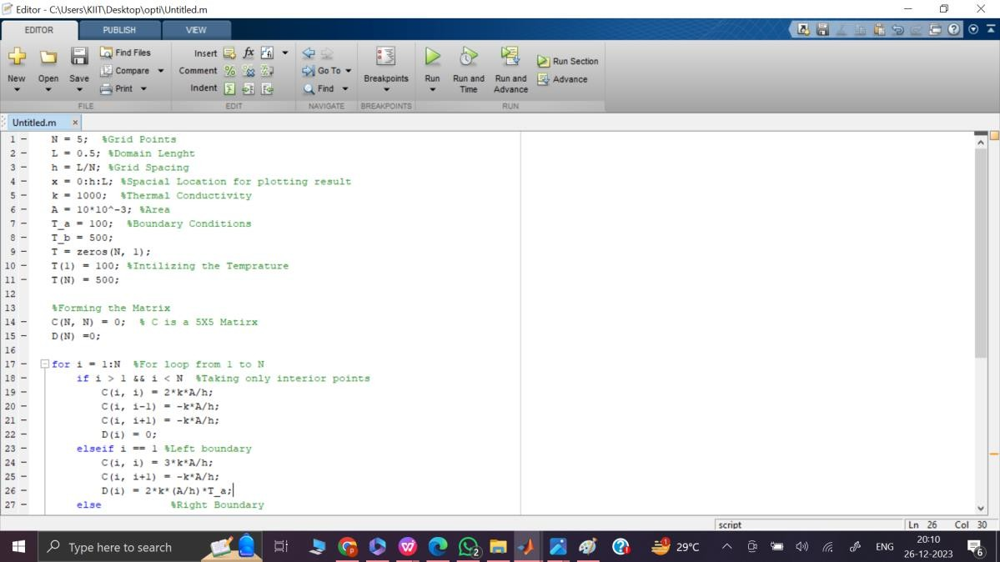 Editor - C:\Users\KIIT\Desktop\opti\Untitled.m
EDITOR PUBLISH VIEW
New Open Save Find Files Compare Print
FILE
Insert fx
Comment
Indent
EDIT
Go To
Find
NAVIGATE
Breakpoints
BREAKPOINTS
Run Run and Time Run and Advance Run Section Advance
RUN
Untitled.m ×
1 - N = 5; %Grid Points
2 - L = 0.5; %Domain Lenght
3 - h = L/N; %Grid Spacing
4 - x = 0:h:L; %Spacial Location for plotting result
5 - k = 1000; %Thermal Conductivity
6 - A = 10*10^-3; %Area
7 - T_a = 100; %Boundary Conditions
8 - T_b = 500;
9 - T = zeros(N, 1);
10 - T(1) = 100; %Intilizing the Temprature
11 - T(N) = 500;
12
13 %Forming the Matrix
14 - C(N, N) = 0; % C is a 5X5 Matirx
15 - D(N) =0;
16
17 - for i = 1:N %For loop from 1 to N
18 - if i > 1 && i < N %Taking only interior points
19 - C(i, i) = 2*k*A/h;
20 - C(i, i-1) = -k*A/h;
21 - C(i, i+1) = -k*A/h;
22 - D(i) = 0;
23 - elseif i == 1 %Left boundary
24 - C(i, i) = 3*k*A/h;
25 - C(i, i+1) = -k*A/h;
26 - D(i) = 2*k*(A/h)*T_a;
27 - else %Right Boundary
script Ln 26 Col 30
Type here to search 2 1 29°C ENG 20:10
26-12-2023 6